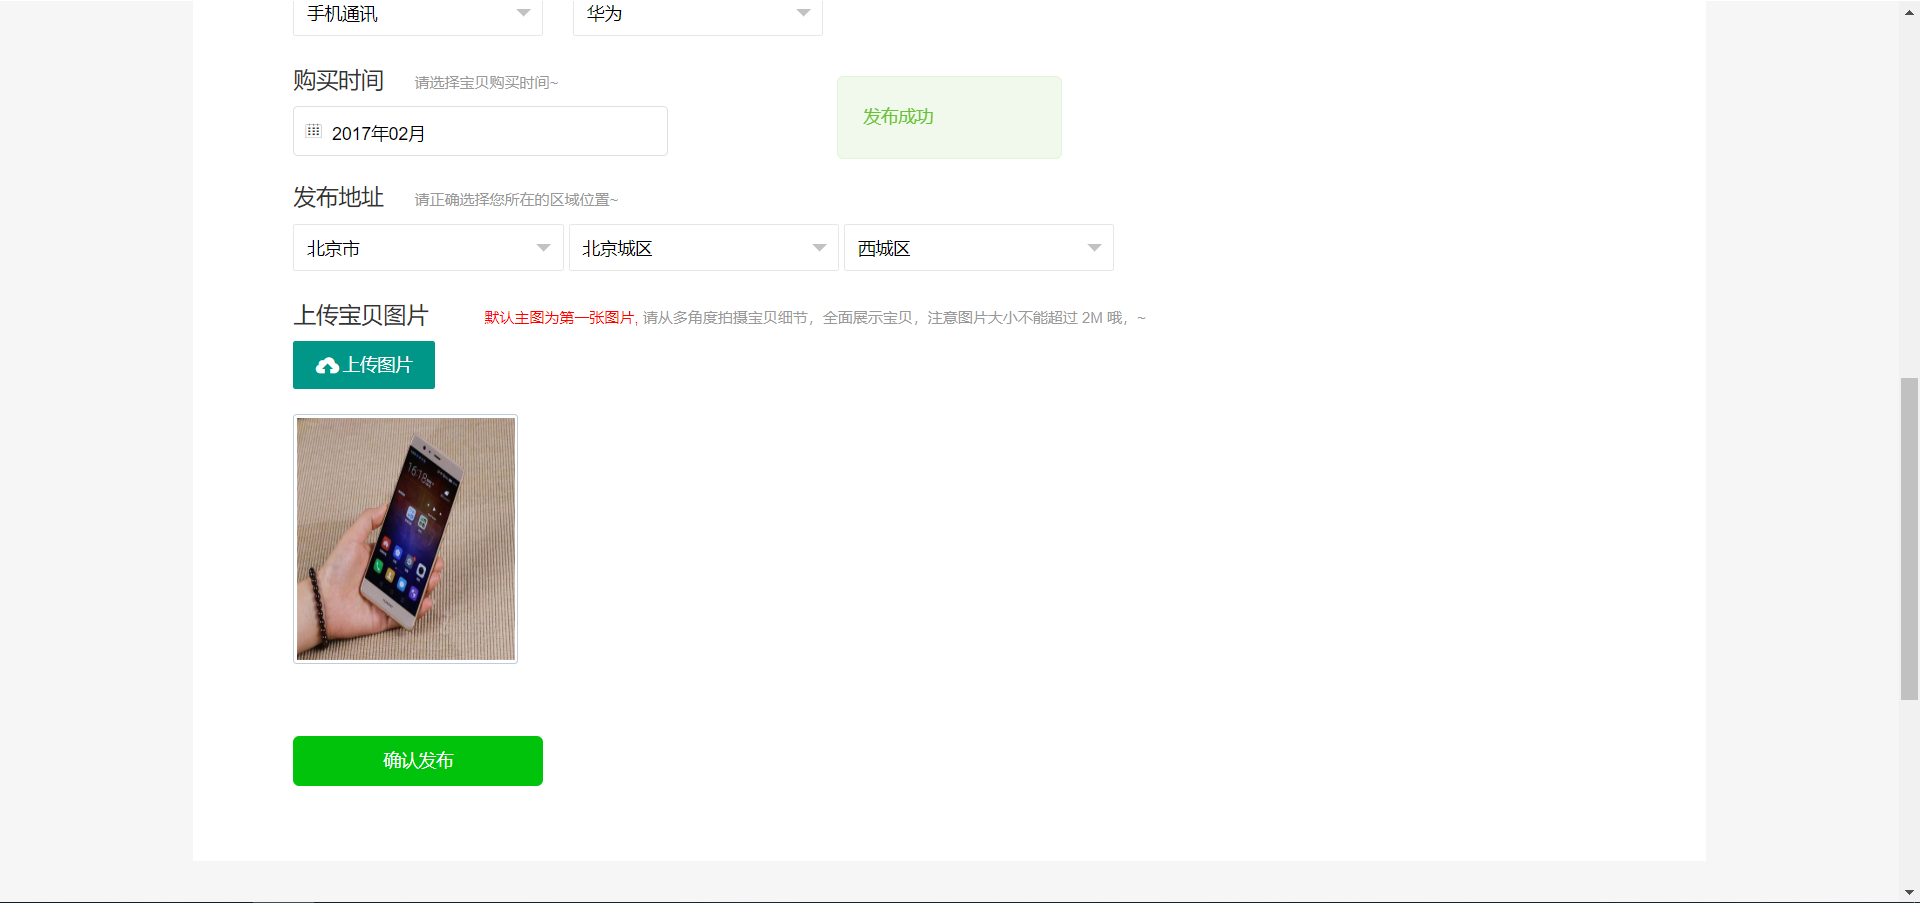 手机通讯 华为
购买时间 请选择宝贝购买时间~
2017年02月
发布成功
发布地址 请正确选择您所在的区域位置~
北京市 北京城区 西城区
上传宝贝图片 默认主图为第一张图片, 请从多角度拍摄宝贝细节，全面展示宝贝，注意图片大小不能超过 2M 哦，~
上传图片
16:18
确认发布